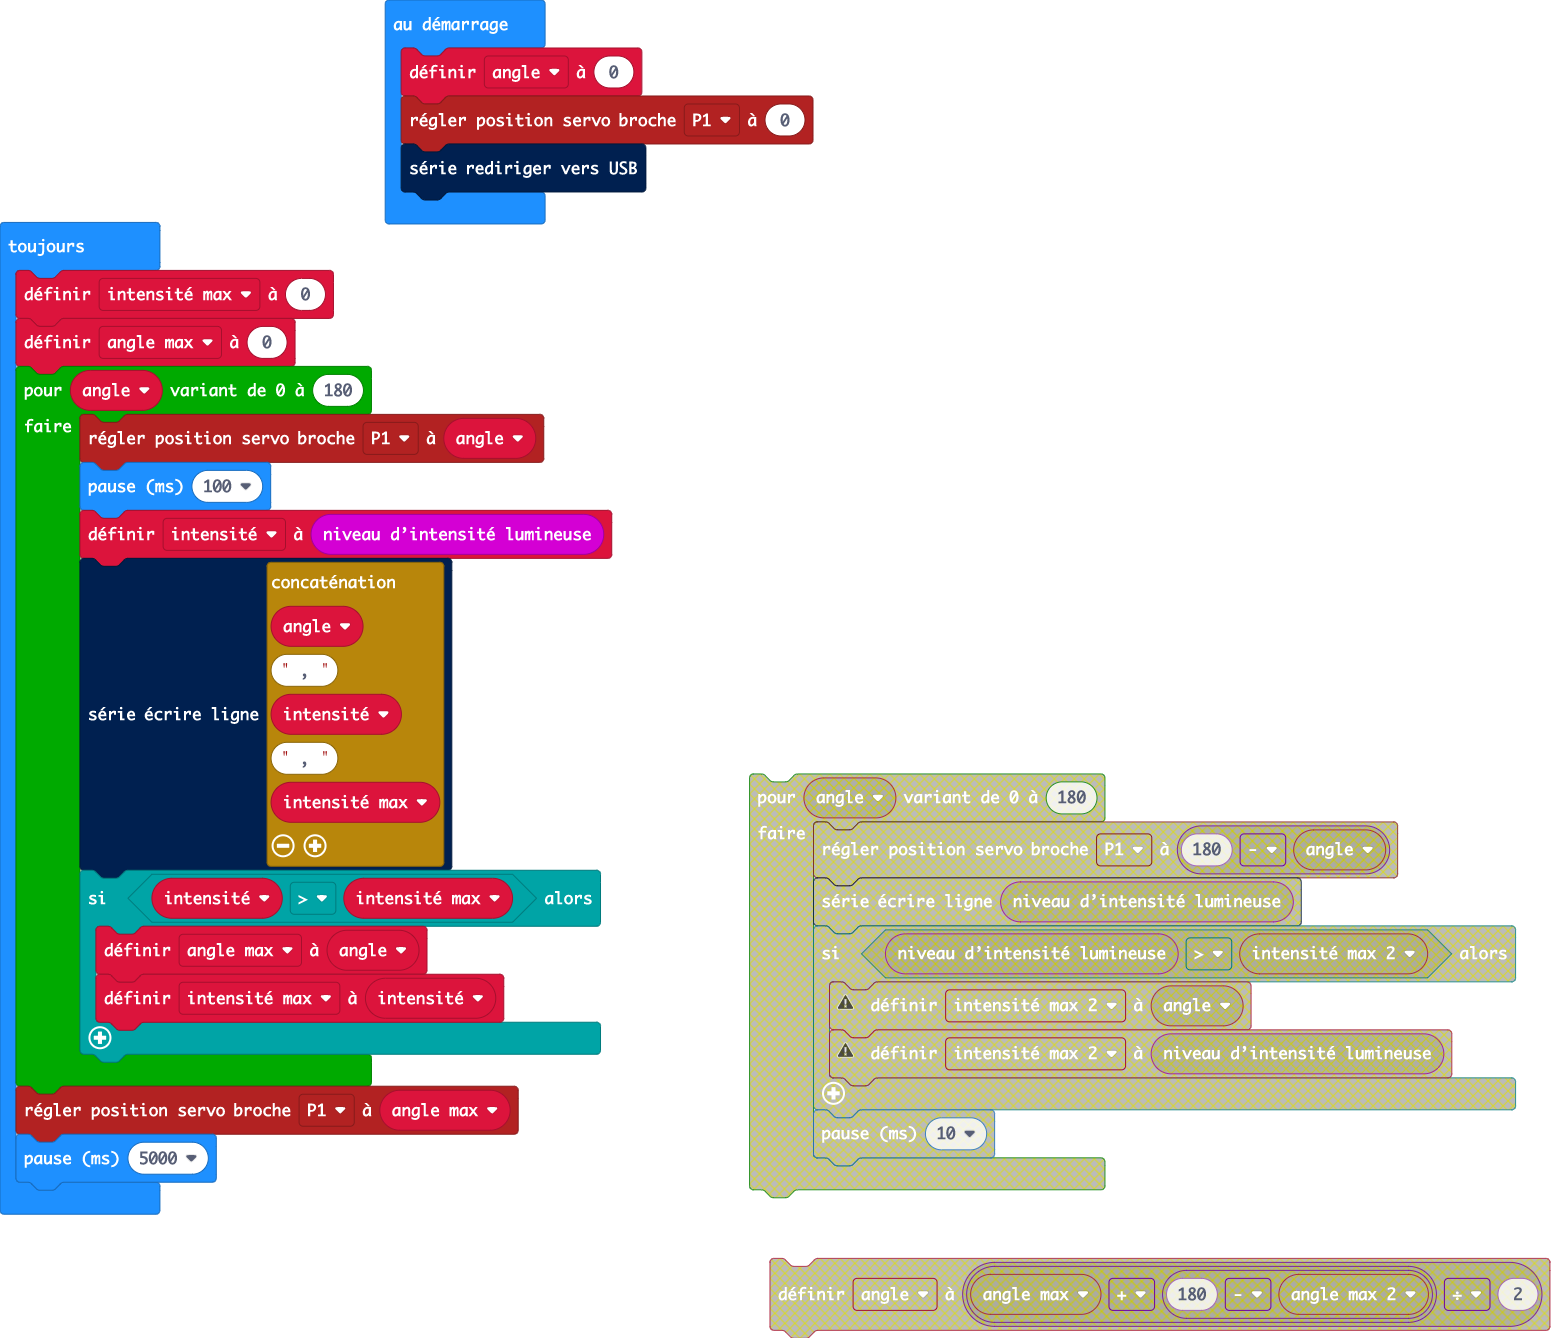 au démarrage
définir angle à 0
régler position servo broche P1 à 0
série rediriger vers USB
toujours
définir intensité max à 0
définir angle max à 0
pour angle variant de 0 à 180
faire
régler position servo broche P1 à angle
pause (ms) 100
définir intensité à niveau d'intensité lumineuse
série écrire ligne
concaténation
angle
" , "
intensité
" , "
intensité max
si intensité > intensité max alors
définir angle max à angle
définir intensité max à intensité
régler position servo broche P1 à angle max
pause (ms) 5000
pour angle variant de 0 à 180
faire
régler position servo broche P1 à 180 - angle
série écrire ligne niveau d'intensité lumineuse
si niveau d'intensité lumineuse > intensité max 2 alors
définir intensité max 2 à angle
définir intensité max 2 à niveau d'intensité lumineuse
pause (ms) 10
définir angle à angle max + 180 - angle max 2 ÷ 2